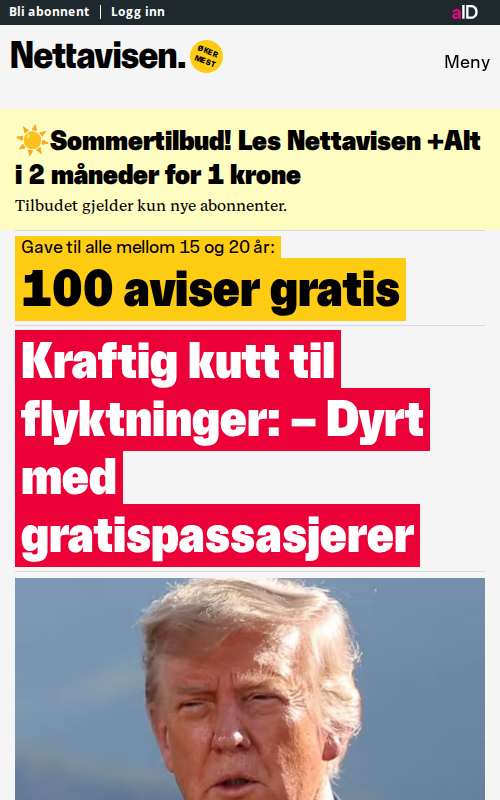 Bli abonnent | Logg inn
aID
Nettavisen.
ØKER
MEST
Meny
☀️Sommertilbud! Les Nettavisen +Alt
i 2 måneder for 1 krone
Tilbudet gjelder kun nye abonnenter.
Gave til alle mellom 15 og 20 år:
100 aviser gratis
Kraftig kutt til
flyktninger: – Dyrt
med
gratispassasjerer